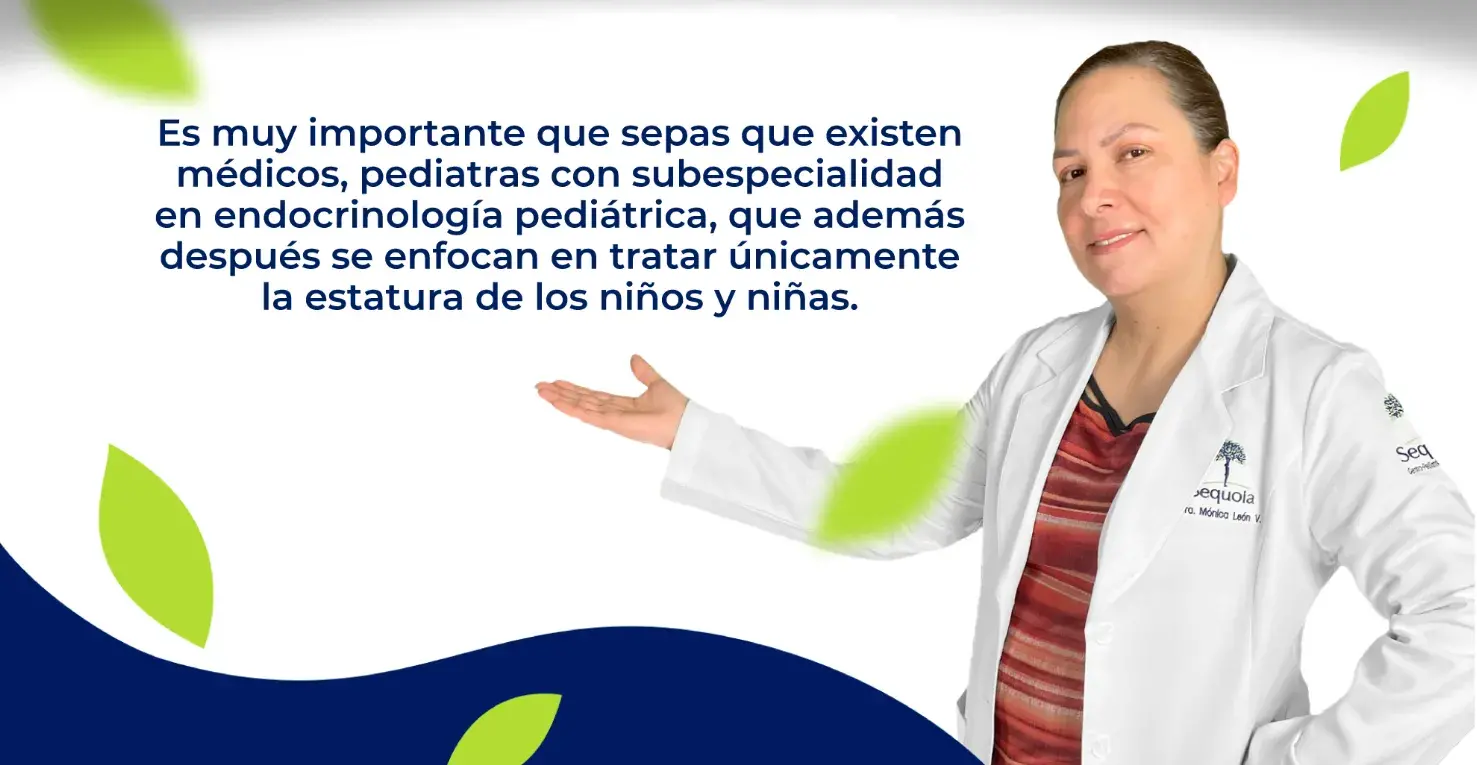 Es muy importante que sepas que existen
médicos, pediatras con subespecialidad
en endocrinología pediátrica, que además
después se enfocan en tratar únicamente
la estatura de los niños y niñas.
Sequoia
Mónica León V.
Seq